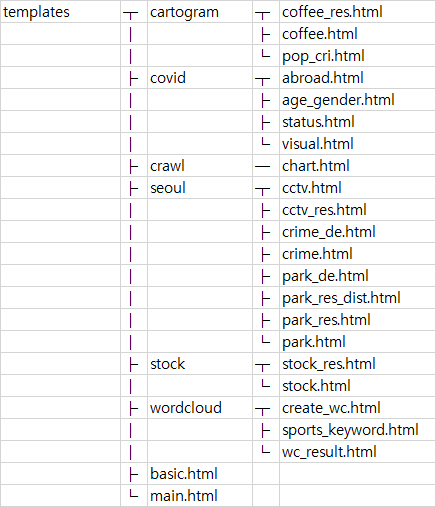 templates ┬ cartogram ┬ coffee_res.html
│ ├ coffee.html
│ └ pop_cri.html
├ covid ┬ abroad.html
│ ├ age_gender.html
│ ├ status.html
│ └ visual.html
├ crawl ─ chart.html
├ seoul ┬ cctv.html
│ ├ cctv_res.html
│ ├ crime_de.html
│ ├ crime.html
│ ├ park_de.html
│ ├ park_res_dist.html
│ ├ park_res.html
│ └ park.html
├ stock ┬ stock_res.html
│ └ stock.html
├ wordcloud ┬ create_wc.html
│ ├ sports_keyword.html
│ └ wc_result.html
├ basic.html
└ main.html